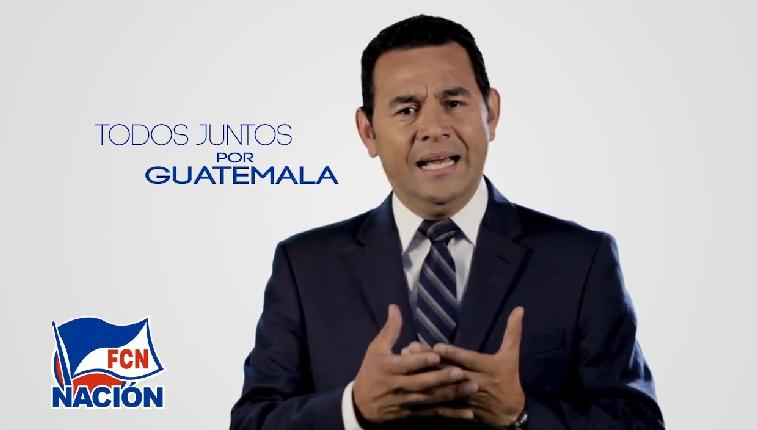 TODOS JUNTOS
POR
GUATEMALA
FCN
NACIÓN